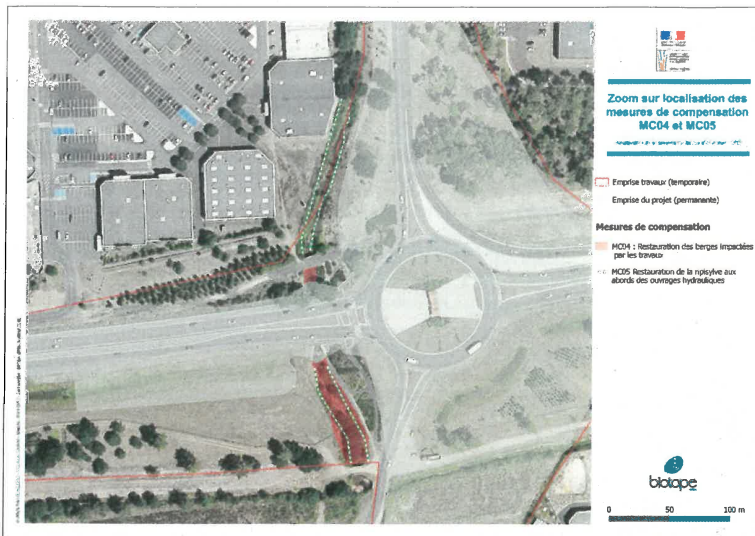 Zoom sur localisation des
mesures de compensation
MC04 et MC05
Emprise travaux (temporaire)
Emprise du projet (permanente)
Mesures de compensation
MC04 : Restauration des berges impactées
par les travaux
MC05 Restauration de la ripisylve aux
abords des ouvrages hydrauliques
biotope
0 50 100 m